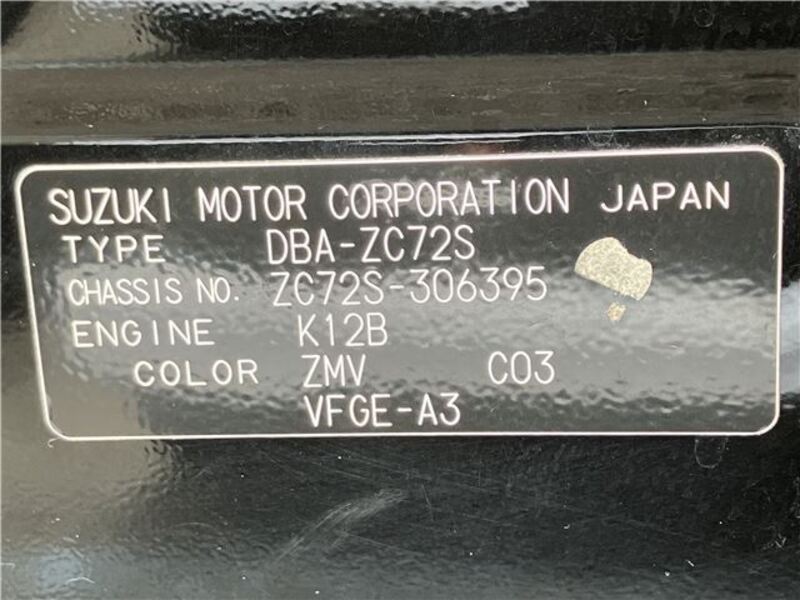 SUZUKI MOTOR CORPORATION JAPAN
TYPE DBA-ZC72S
CHASSIS NO. ZC72S-306395
ENGINE K12B
COLOR ZMV C03
VFGE-A3